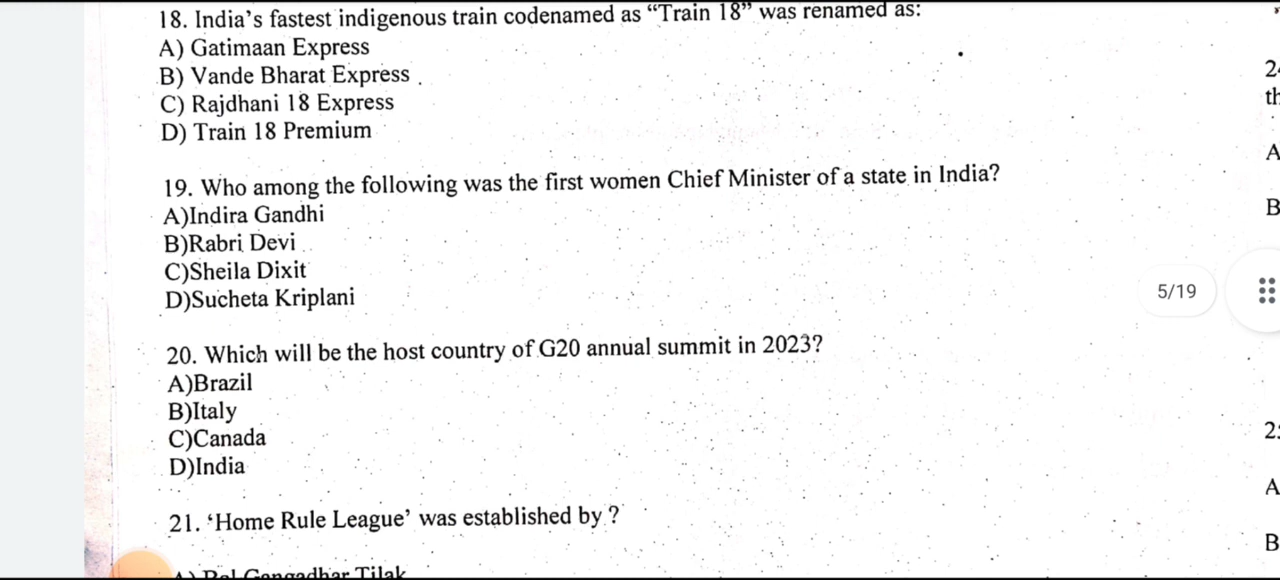 18. India's fastest indigenous train codenamed as “Train 18” was renamed as:
A) Gatimaan Express
B) Vande Bharat Express
C) Rajdhani 18 Express
D) Train 18 Premium
19. Who among the following was the first women Chief Minister of a state in India?
A)Indira Gandhi
B)Rabri Devi
C)Sheila Dixit
D)Sucheta Kriplani
5/19
20. Which will be the host country of G20 annual summit in 2023?
A)Brazil
B)Italy
C)Canada
D)India
21. ‘Home Rule League’ was established by ?
A) Bal Gangadhar Tilak
A
B
A
B